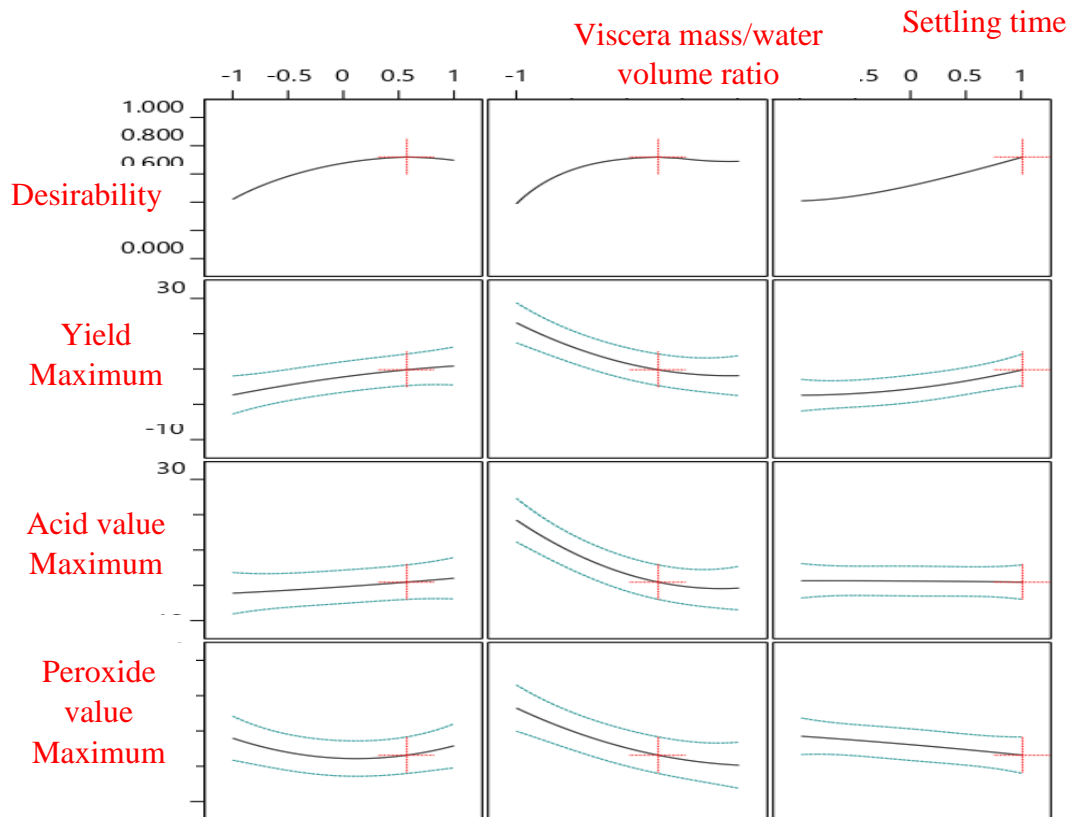 Settling time
Viscera mass/water
volume ratio
-1 -0.5 0 0.5 1 -1 .5 0 0.5 1
1.000
0.800
0.600
Desirability
0.000
30
Yield
Maximum
-10
30
Acid value
Maximum
Peroxide
value
Maximum